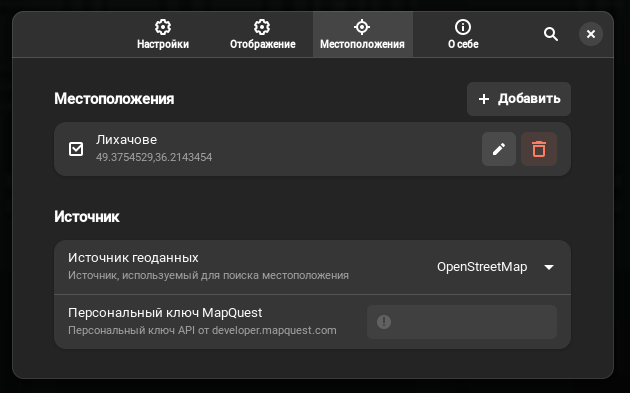 Настройки
Отображение
Местоположения
О себе
Местоположения
Добавить
Лихачове
49.3754529,36.2143454
Источник
Источник геоданных
Источник, используемый для поиска местоположения
OpenStreetMap
Персональный ключ MapQuest
Персональный ключ API от developer.mapquest.com